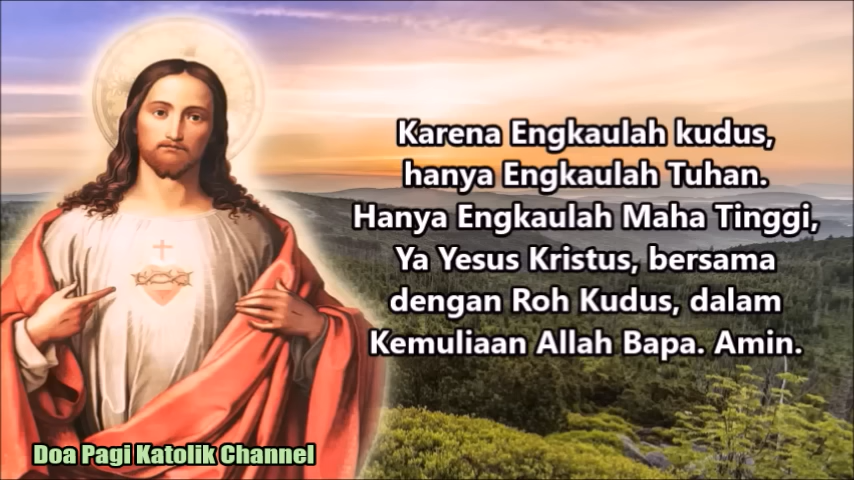 Karena Engkaulah kudus,
hanya Engkaulah Tuhan.
Hanya Engkaulah Maha Tinggi,
Ya Yesus Kristus, bersama
dengan Roh Kudus, dalam
Kemuliaan Allah Bapa. Amin.
Doa Pagi Katolik Channel